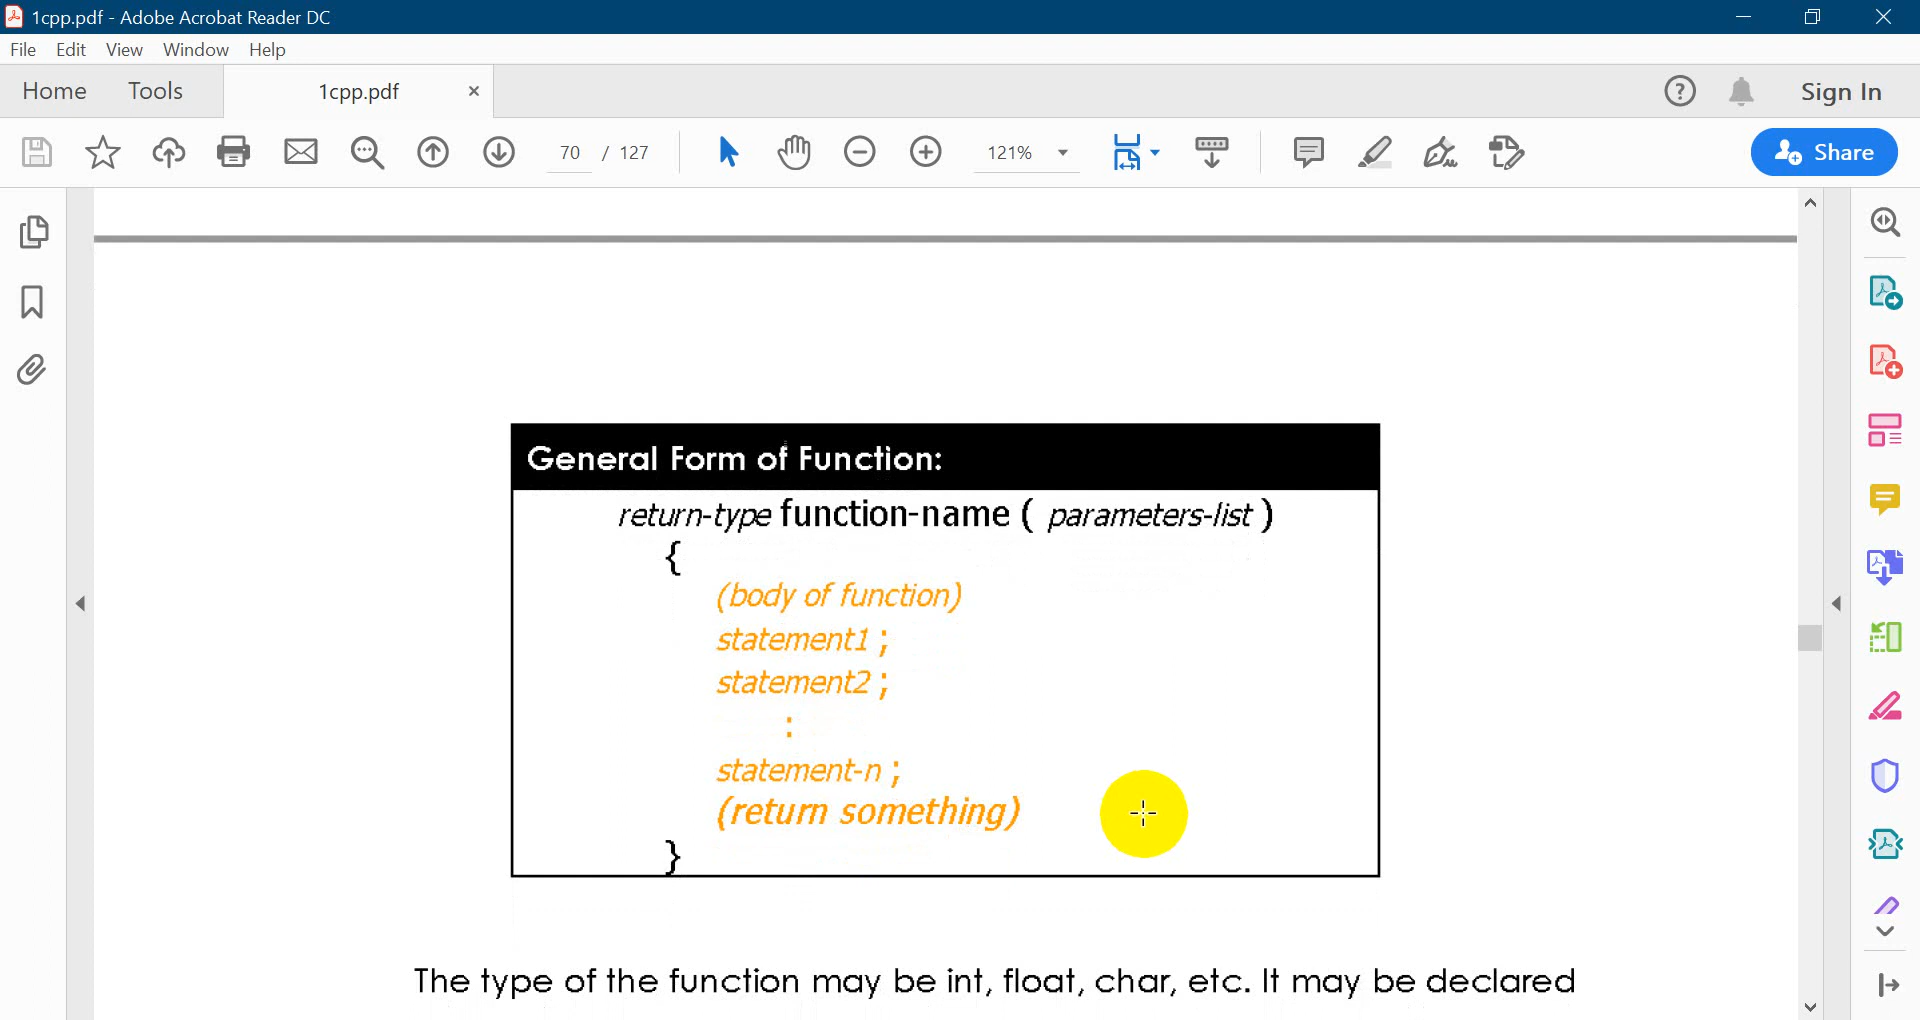 1cpp.pdf - Adobe Acrobat Reader DC
File Edit View Window Help
Home Tools 1cpp.pdf × Sign In
70 / 127 121% Share
General Form of Function:
return-type function-name ( parameters-list )
{
(body of function)
statement1 ;
statement2 ;
:
statement-n ;
(return something)
}
The type of the function may be int, float, char, etc. It may be declared